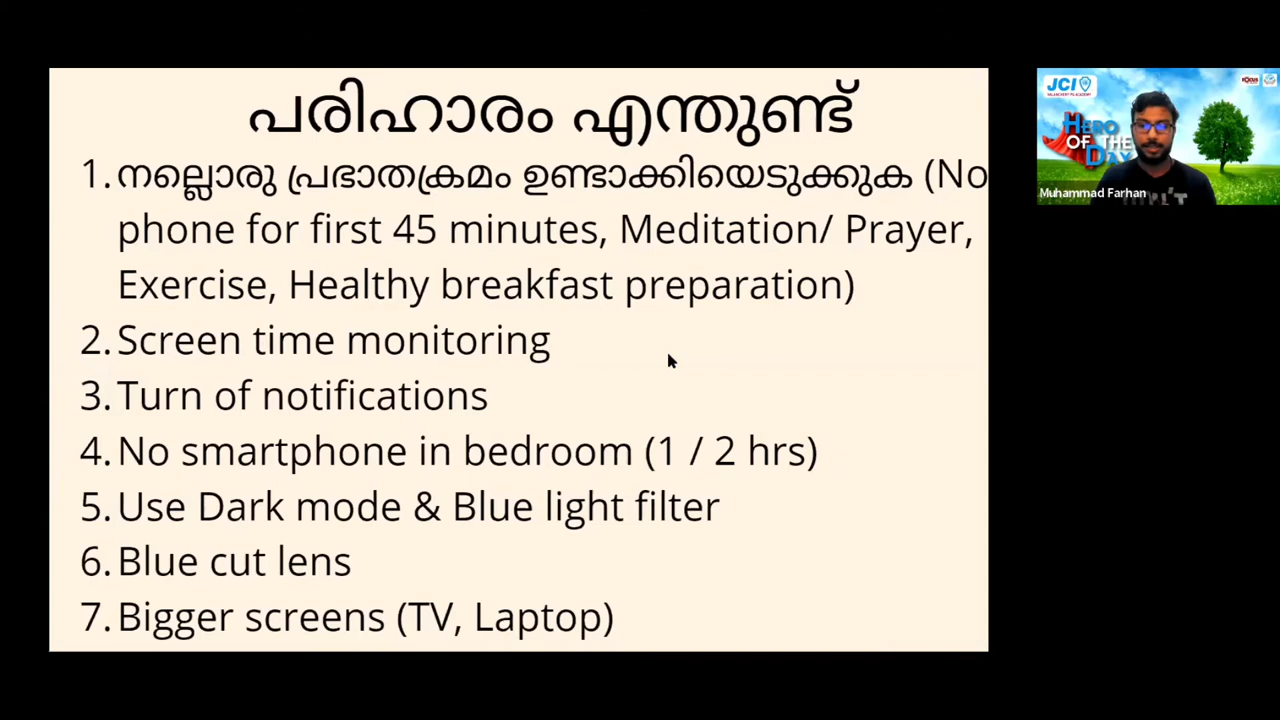 പരിഹാരം എന്തുണ്ട്
1. നല്ലൊരു പ്രഭാതക്രമം ഉണ്ടാക്കിയെടുക്കുക (No
phone for first 45 minutes, Meditation/ Prayer,
Exercise, Healthy breakfast preparation)
2. Screen time monitoring
3. Turn of notifications
4. No smartphone in bedroom (1 / 2 hrs)
5. Use Dark mode & Blue light filter
6. Blue cut lens
7. Bigger screens (TV, Laptop)
JCI
HERO
OF THE
DAY
Muhammad Farhan